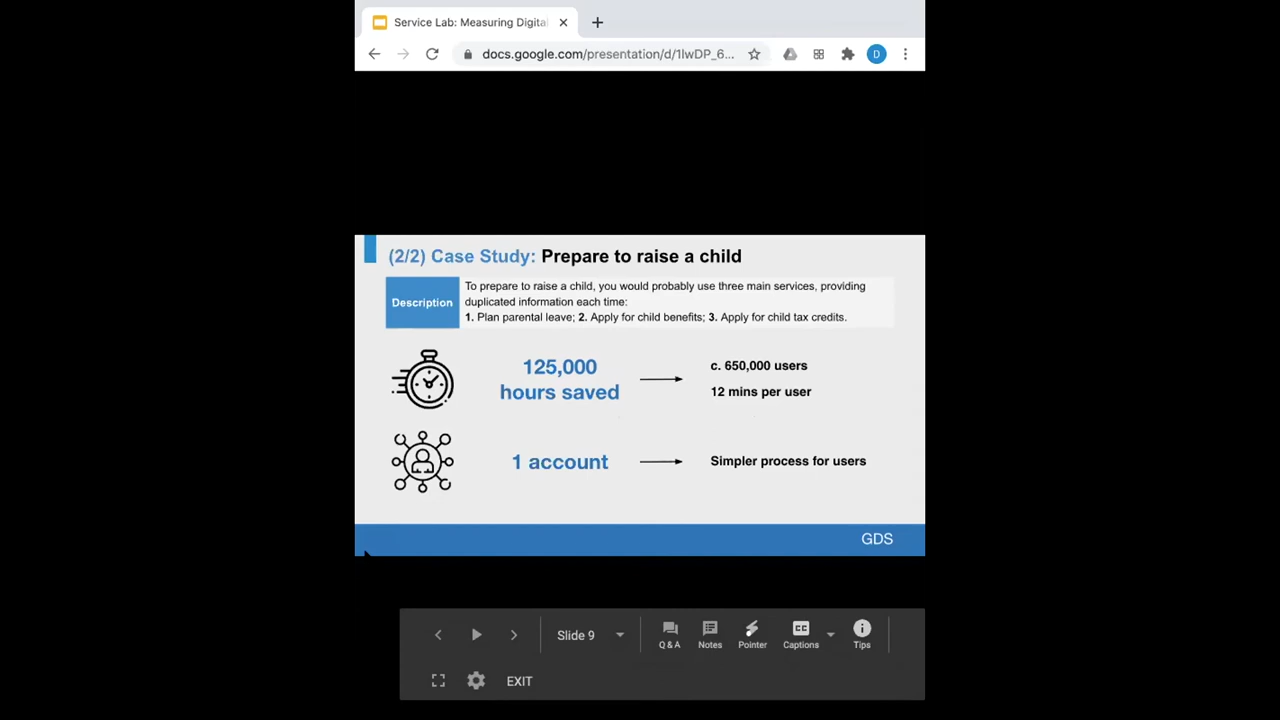 Service Lab: Measuring Digital
docs.google.com/presentation/d/1lwDP_6...
D
(2/2) Case Study: Prepare to raise a child
Description
To prepare to raise a child, you would probably use three main services, providing
duplicated information each time:
1. Plan parental leave; 2. Apply for child benefits; 3. Apply for child tax credits.
125,000
hours saved
c. 650,000 users
12 mins per user
1 account
Simpler process for users
GDS
Slide 9
Q & A
Notes
Pointer
CC
Captions
Tips
EXIT